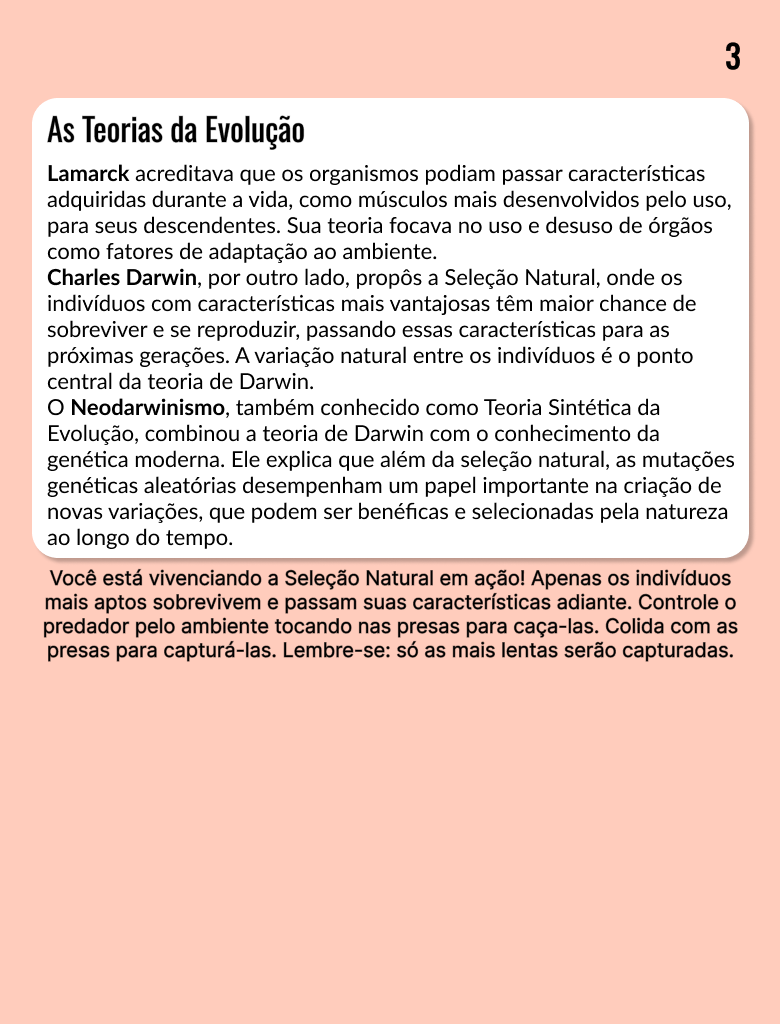 3
As Teorias da Evolução
Lamarck acreditava que os organismos podiam passar características
adquiridas durante a vida, como músculos mais desenvolvidos pelo uso,
para seus descendentes. Sua teoria focava no uso e desuso de órgãos
como fatores de adaptação ao ambiente.
Charles Darwin, por outro lado, propôs a Seleção Natural, onde os
indivíduos com características mais vantajosas têm maior chance de
sobreviver e se reproduzir, passando essas características para as
próximas gerações. A variação natural entre os indivíduos é o ponto
central da teoria de Darwin.
O Neodarwinismo, também conhecido como Teoria Sintética da
Evolução, combinou a teoria de Darwin com o conhecimento da
genética moderna. Ele explica que além da seleção natural, as mutações
genéticas aleatórias desempenham um papel importante na criação de
novas variações, que podem ser benéficas e selecionadas pela natureza
ao longo do tempo.
Você está vivenciando a Seleção Natural em ação! Apenas os indivíduos
mais aptos sobrevivem e passam suas características adiante. Controle o
predador pelo ambiente tocando nas presas para caça-las. Colida com as
presas para capturá-las. Lembre-se: só as mais lentas serão capturadas.